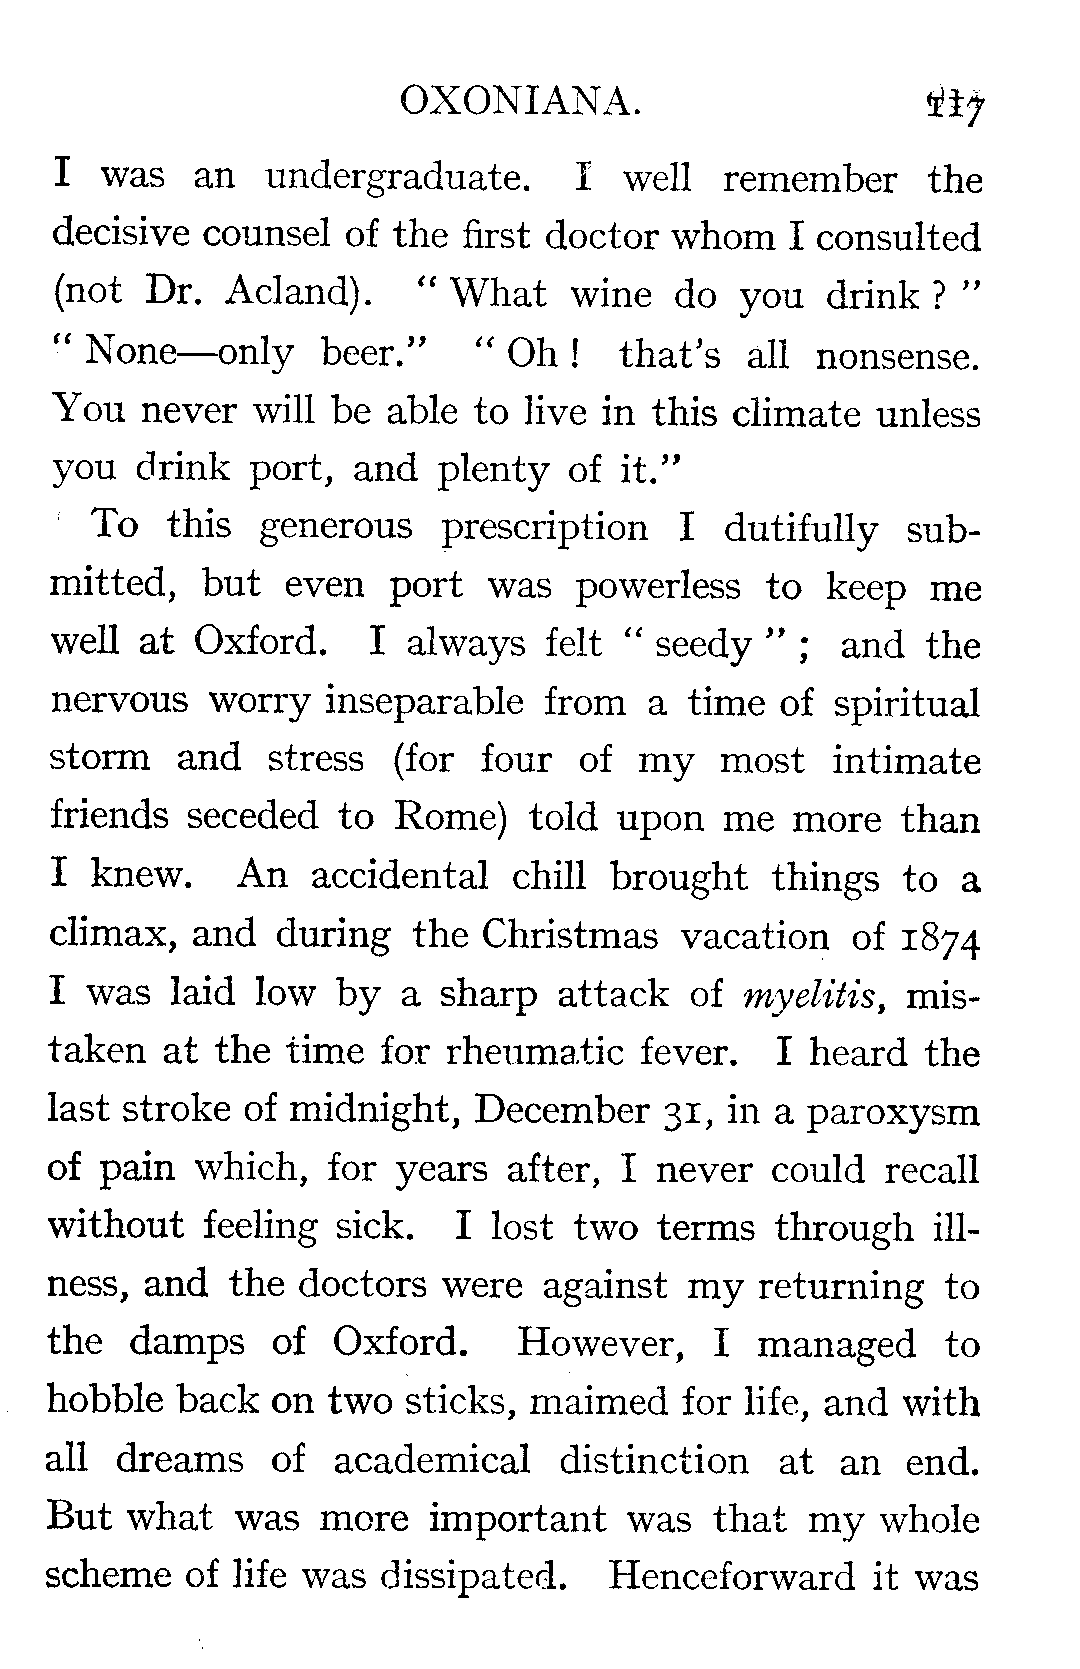 OXONIANA. 117
I was an undergraduate. I well remember the
decisive counsel of the first doctor whom I consulted
(not Dr. Acland). “ What wine do you drink ? ”
“ None—only beer.” “ Oh ! that's all nonsense.
You never will be able to live in this climate unless
you drink port, and plenty of it.”
To this generous prescription I dutifully sub-
mitted, but even port was powerless to keep me
well at Oxford. I always felt “ seedy ” ; and the
nervous worry inseparable from a time of spiritual
storm and stress (for four of my most intimate
friends seceded to Rome) told upon me more than
I knew. An accidental chill brought things to a
climax, and during the Christmas vacation of 1874
I was laid low by a sharp attack of myelitis, mis-
taken at the time for rheumatic fever. I heard the
last stroke of midnight, December 31, in a paroxysm
of pain which, for years after, I never could recall
without feeling sick. I lost two terms through ill-
ness, and the doctors were against my returning to
the damps of Oxford. However, I managed to
hobble back on two sticks, maimed for life, and with
all dreams of academical distinction at an end.
But what was more important was that my whole
scheme of life was dissipated. Henceforward it was